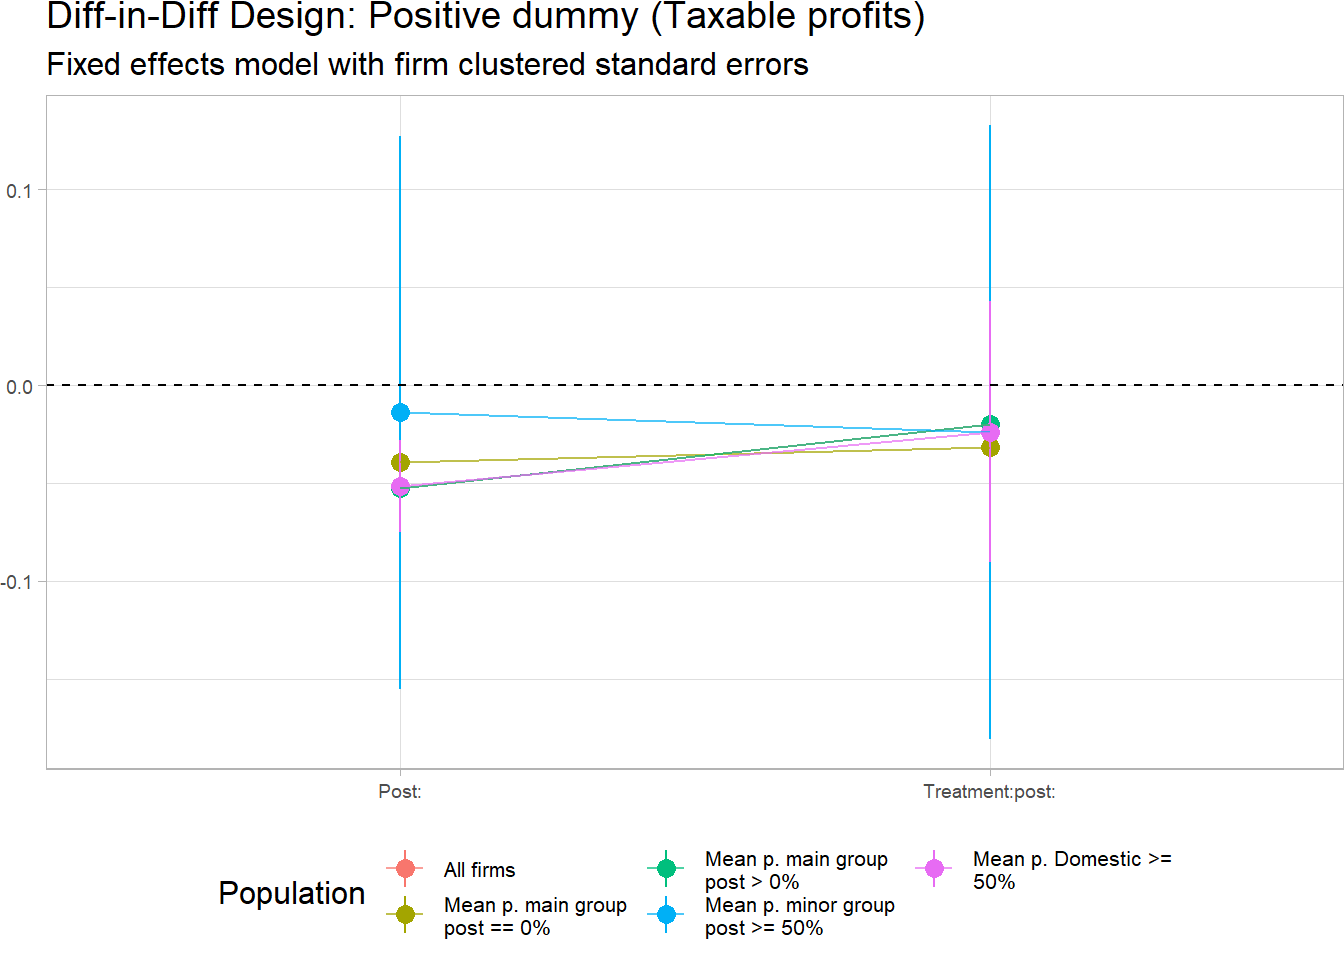 Diff-in-Diff Design: Positive dummy (Taxable profits)
Fixed effects model with firm clustered standard errors
0.1
0.0
-0.1
Post:
Treatment:post:
Population
All firms
Mean p. main group
post == 0%
Mean p. main group
post > 0%
Mean p. minor group
post >= 50%
Mean p. Domestic >=
50%